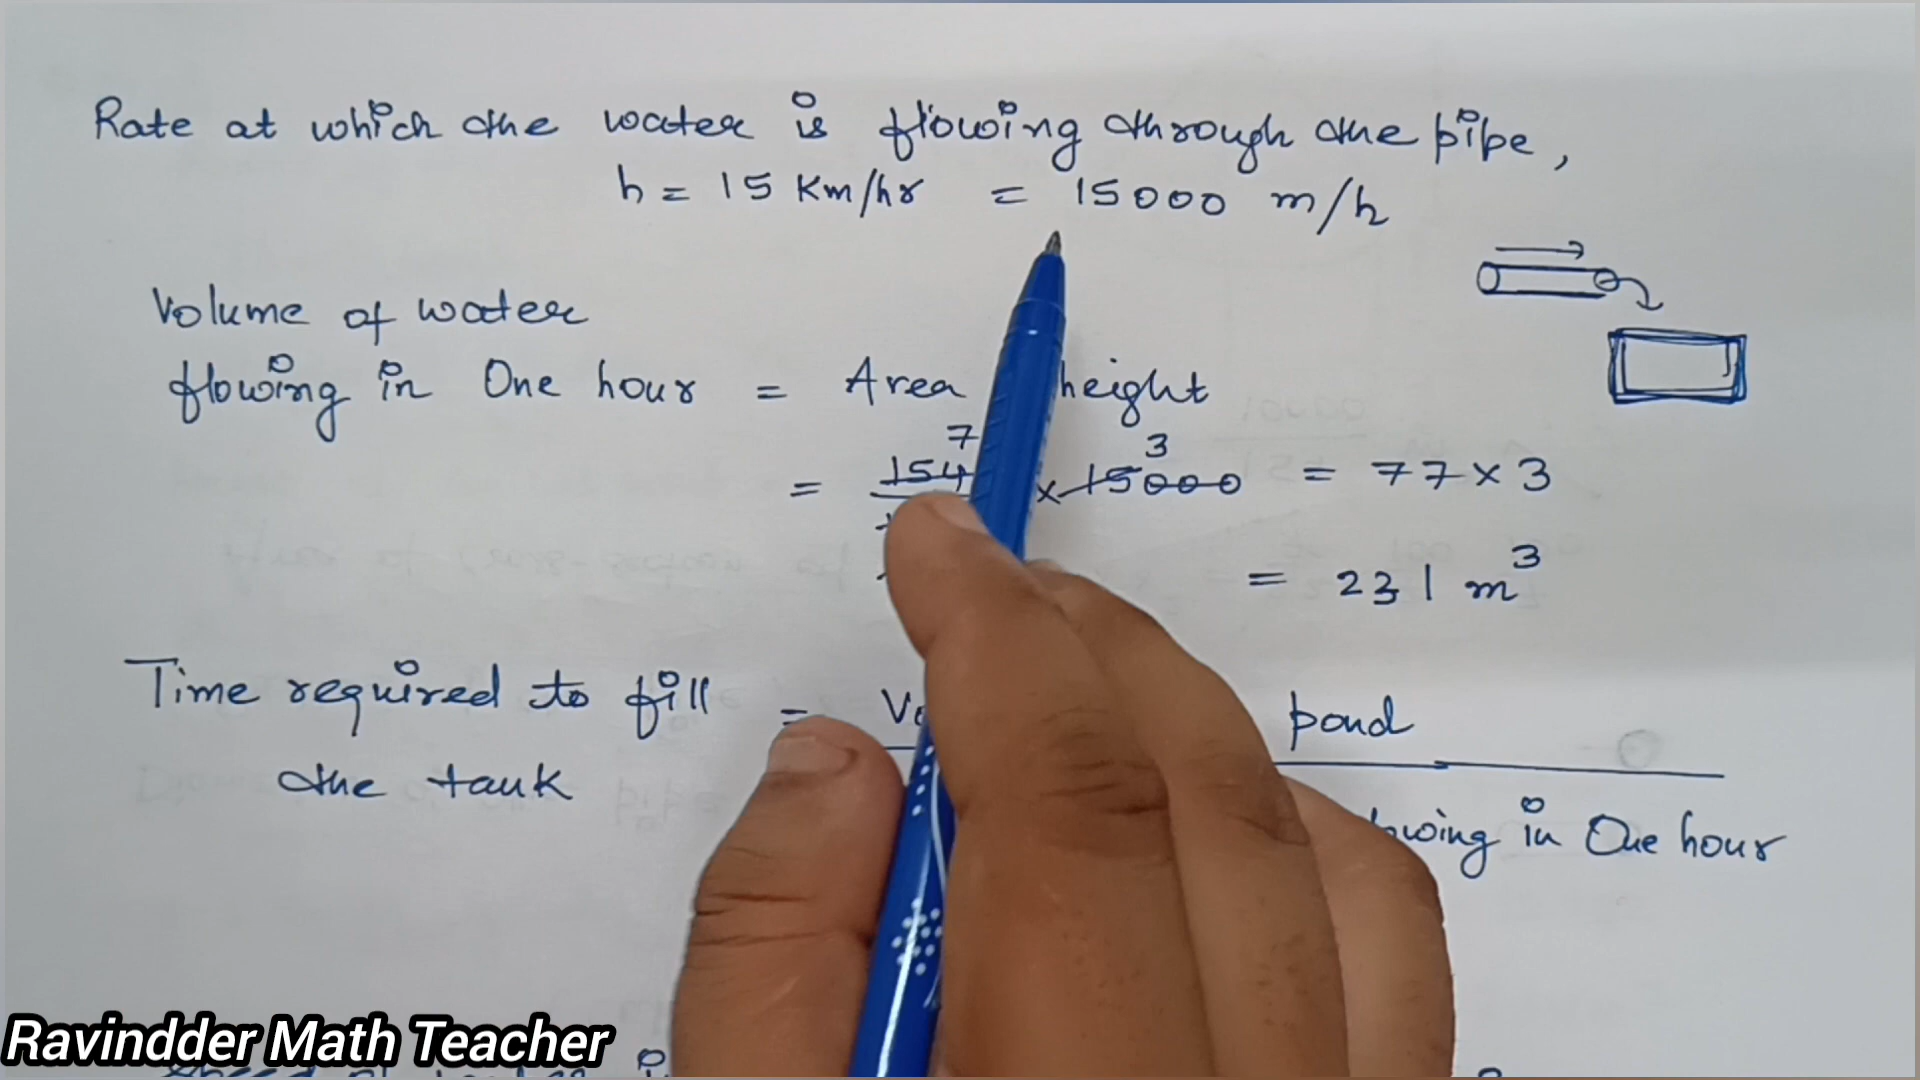 Rate at which the water is flowing through the pipe,
h = 15 Km/hr = 15000 m/h
Volume of water
flowing in One hour = Area height
7 3
= 154 × 15000 = 77 × 3
= 231 m³
Time required to fill = pond
the tank
in One hour
Ravindder Math Teacher